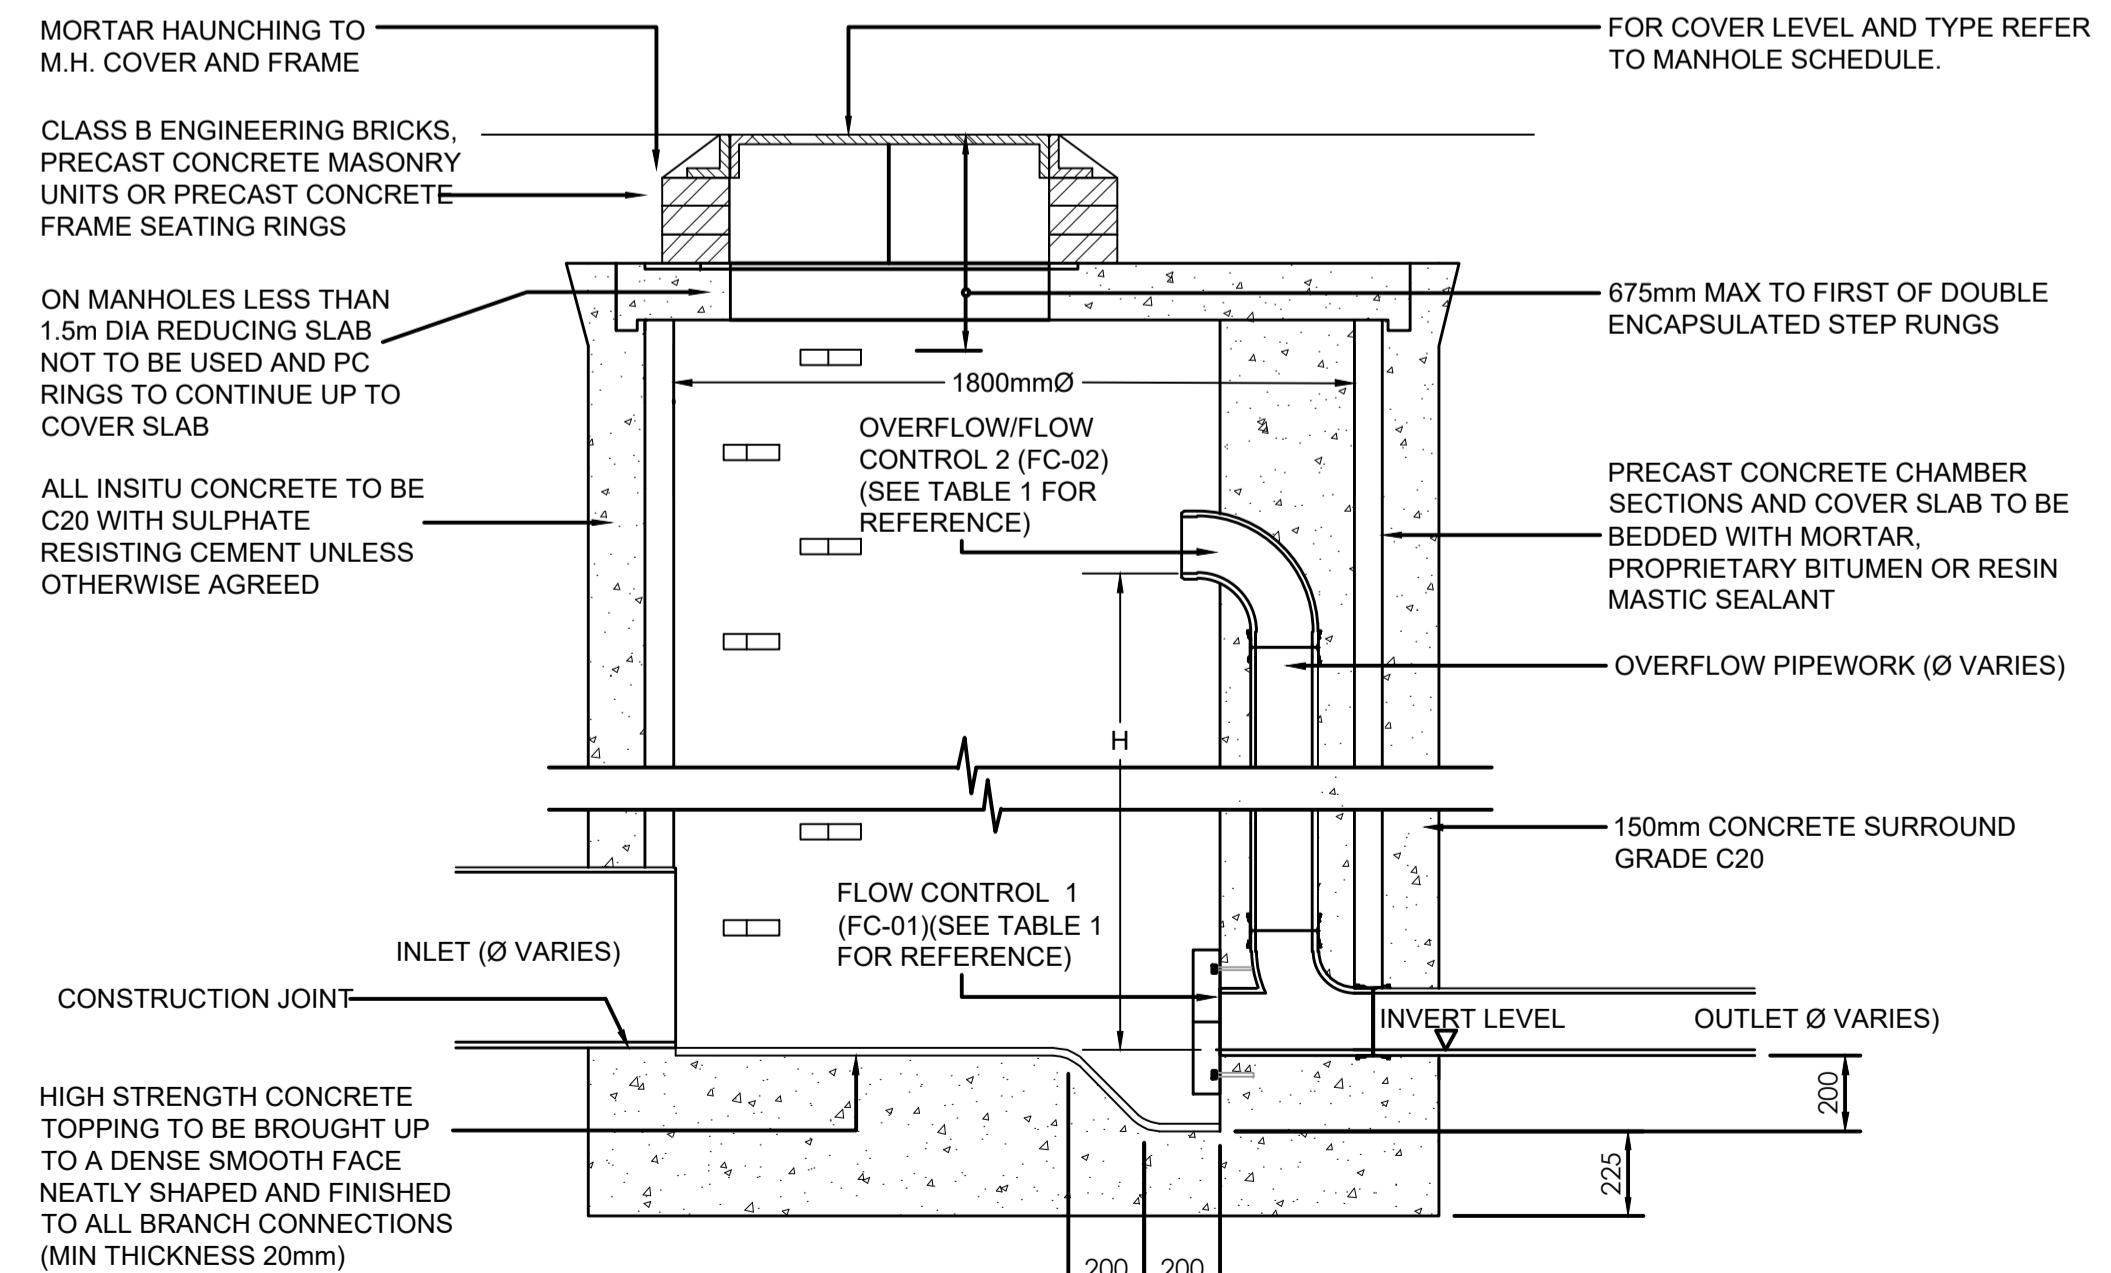 MORTAR HAUNCHING TO
M.H. COVER AND FRAME
CLASS B ENGINEERING BRICKS,
PRECAST CONCRETE MASONRY
UNITS OR PRECAST CONCRETE
FRAME SEATING RINGS
ON MANHOLES LESS THAN
1.5m DIA REDUCING SLAB
NOT TO BE USED AND PC
RINGS TO CONTINUE UP TO
COVER SLAB
ALL INSITU CONCRETE TO BE
C20 WITH SULPHATE
RESISTING CEMENT UNLESS
OTHERWISE AGREED
INLET (Ø VARIES)
CONSTRUCTION JOINT
HIGH STRENGTH CONCRETE
TOPPING TO BE BROUGHT UP
TO A DENSE SMOOTH FACE
NEATLY SHAPED AND FINISHED
TO ALL BRANCH CONNECTIONS
(MIN THICKNESS 20mm)
1800mmØ
OVERFLOW/FLOW
CONTROL 2 (FC-02)
(SEE TABLE 1 FOR
REFERENCE)
H
FLOW CONTROL 1
(FC-01)(SEE TABLE 1
FOR REFERENCE)
FOR COVER LEVEL AND TYPE REFER
TO MANHOLE SCHEDULE.
675mm MAX TO FIRST OF DOUBLE
ENCAPSULATED STEP RUNGS
PRECAST CONCRETE CHAMBER
SECTIONS AND COVER SLAB TO BE
BEDDED WITH MORTAR,
PROPRIETARY BITUMEN OR RESIN
MASTIC SEALANT
OVERFLOW PIPEWORK (Ø VARIES)
150mm CONCRETE SURROUND
GRADE C20
INVERT LEVEL
OUTLET Ø VARIES)
200
225
200 200